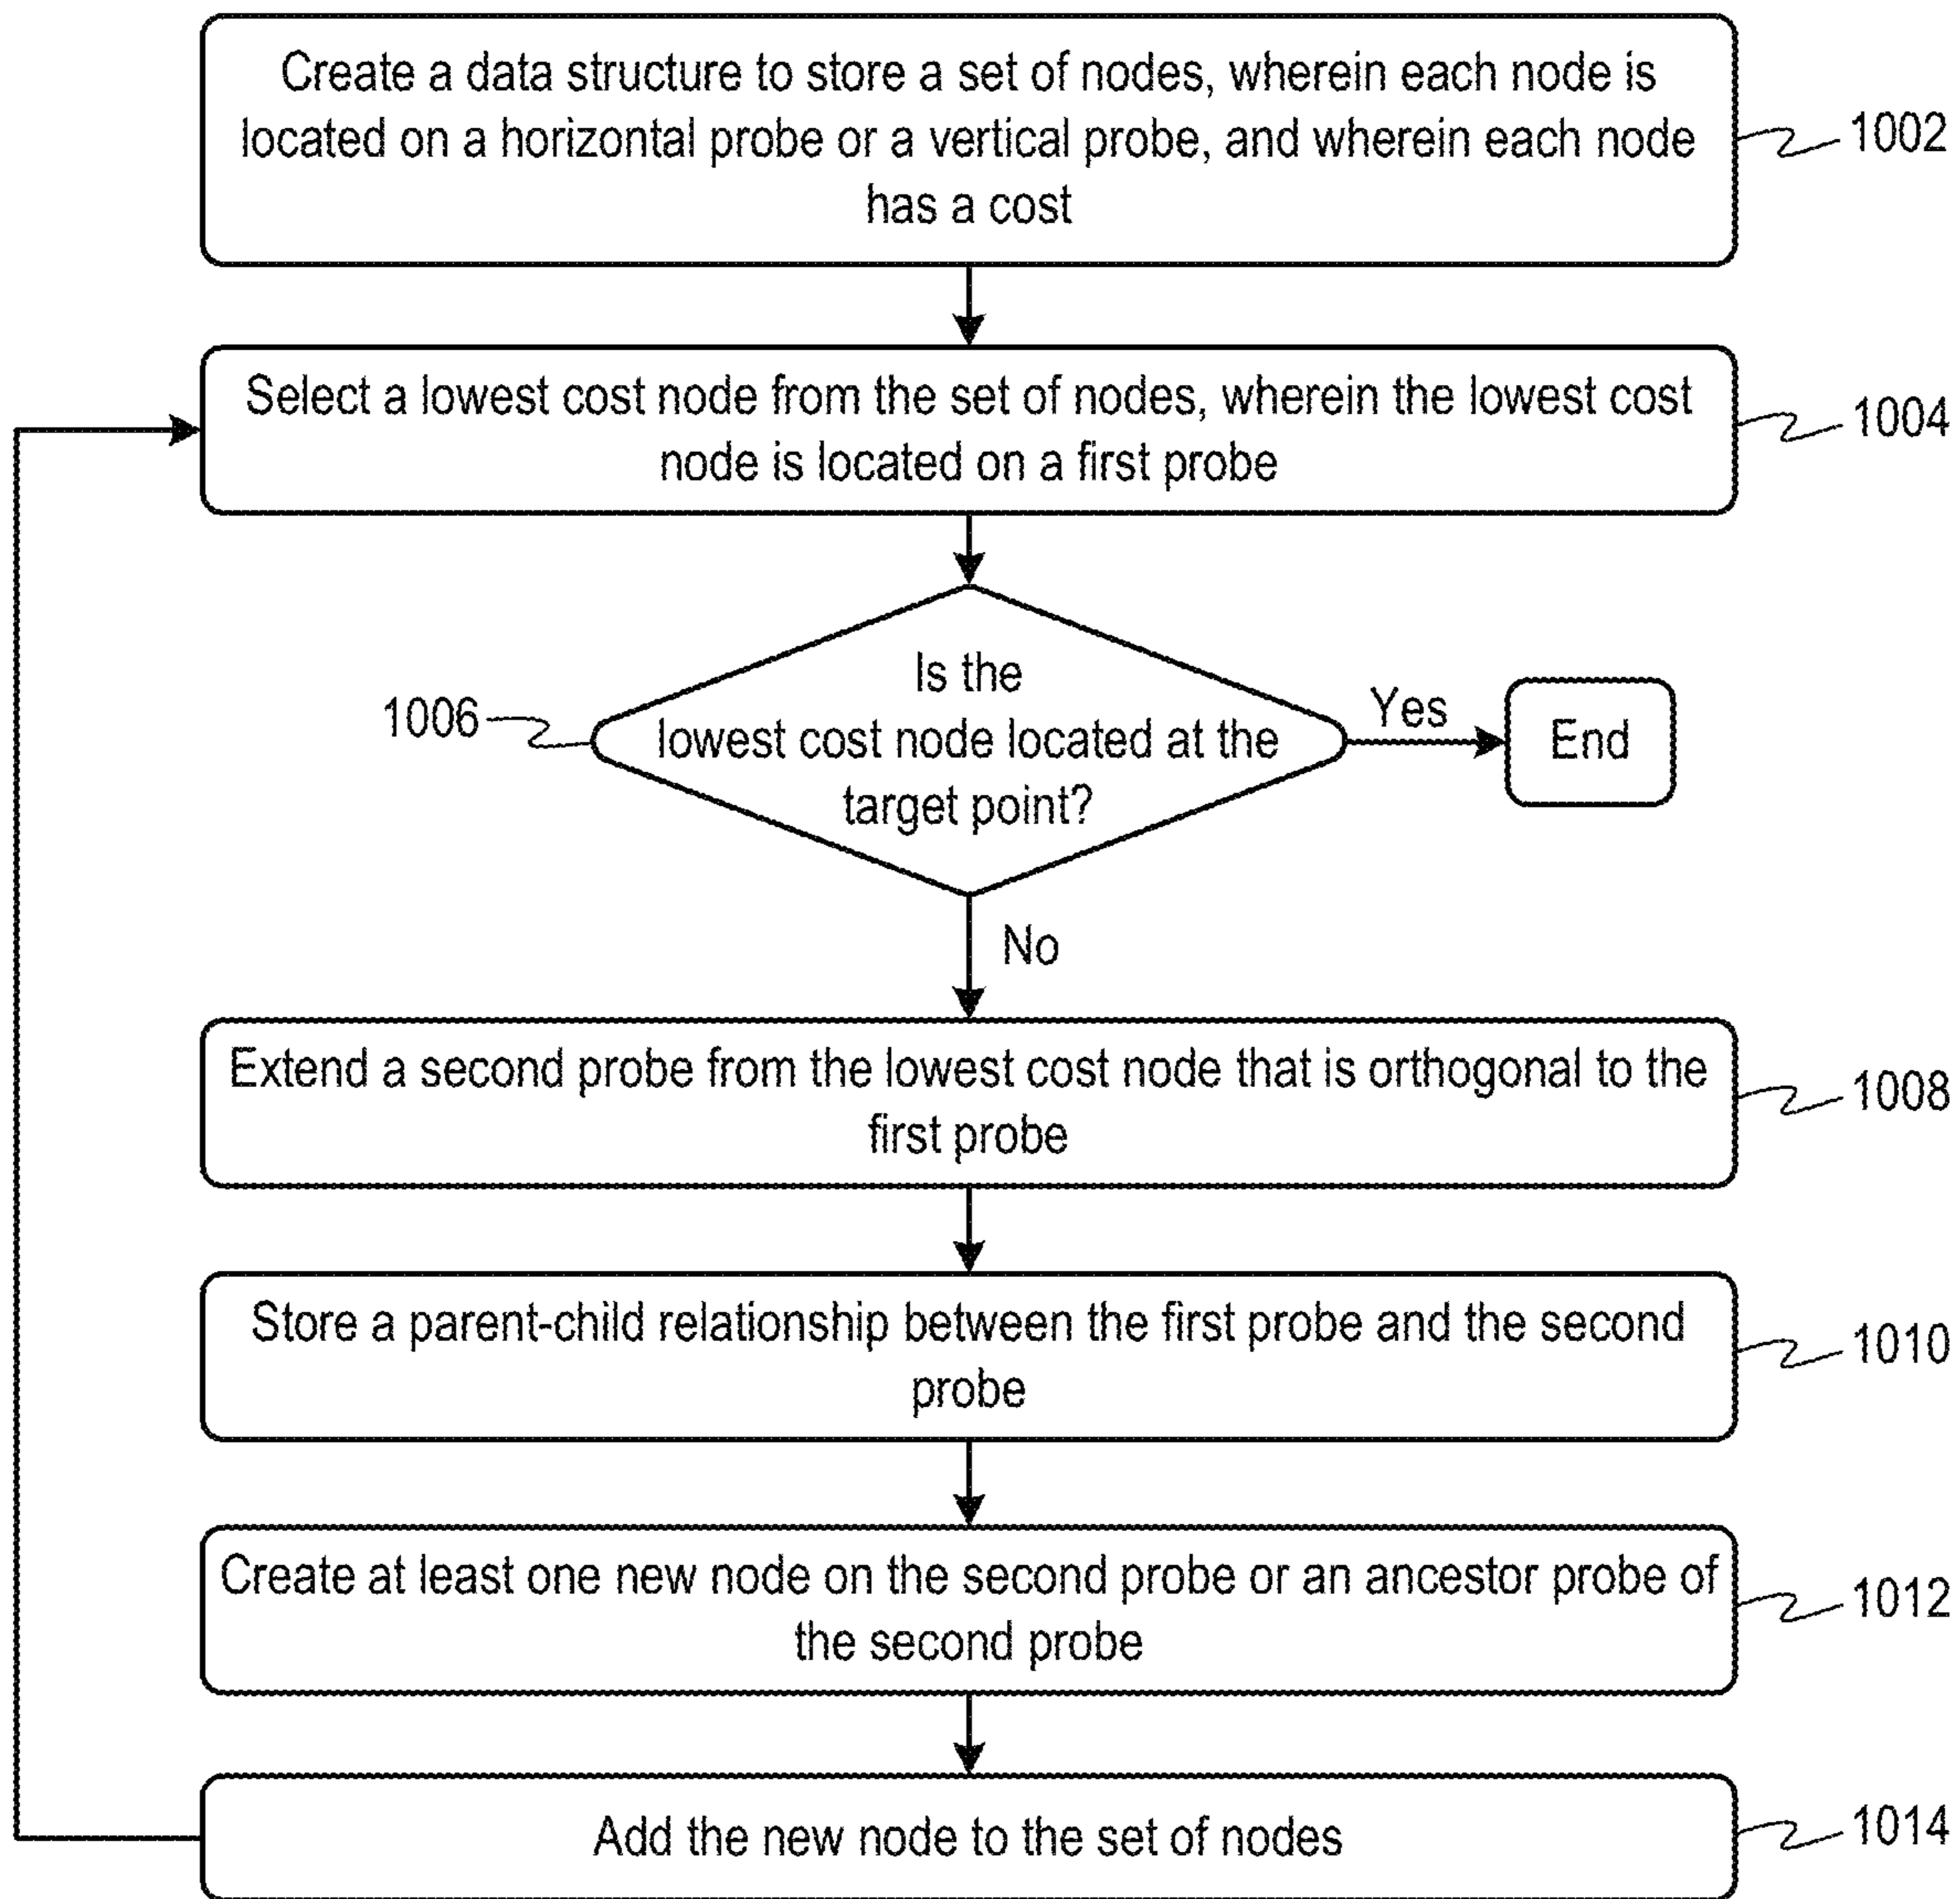 Create a data structure to store a set of nodes, wherein each node is
located on a horizontal probe or a vertical probe, and wherein each node
has a cost
1002
Select a lowest cost node from the set of nodes, wherein the lowest cost
node is located on a first probe
1004
Is the
lowest cost node located at the
target point?
1006
Yes
End
No
Extend a second probe from the lowest cost node that is orthogonal to the
first probe
1008
Store a parent-child relationship between the first probe and the second
probe
1010
Create at least one new node on the second probe or an ancestor probe of
the second probe
1012
Add the new node to the set of nodes
1014